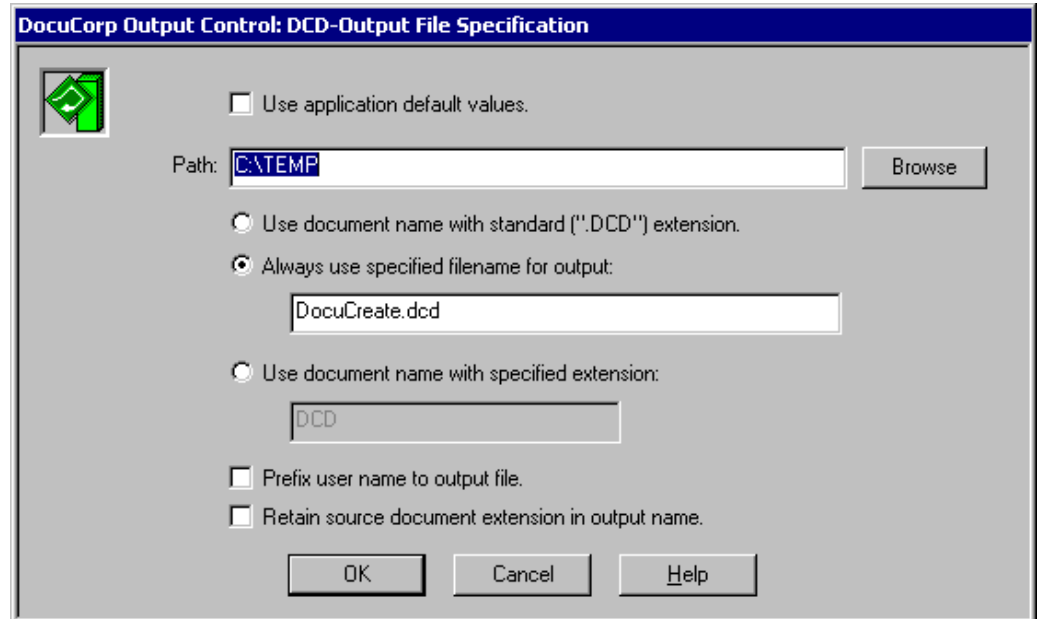 DocuCorp Output Control: DCD-Output File Specification
Use application default values.
Path: C:\TEMP Browse
Use document name with standard (".DCD") extension.
Always use specified filename for output:
DocuCreate.dcd
Use document name with specified extension:
DCD
Prefix user name to output file.
Retain source document extension in output name.
OK Cancel Help